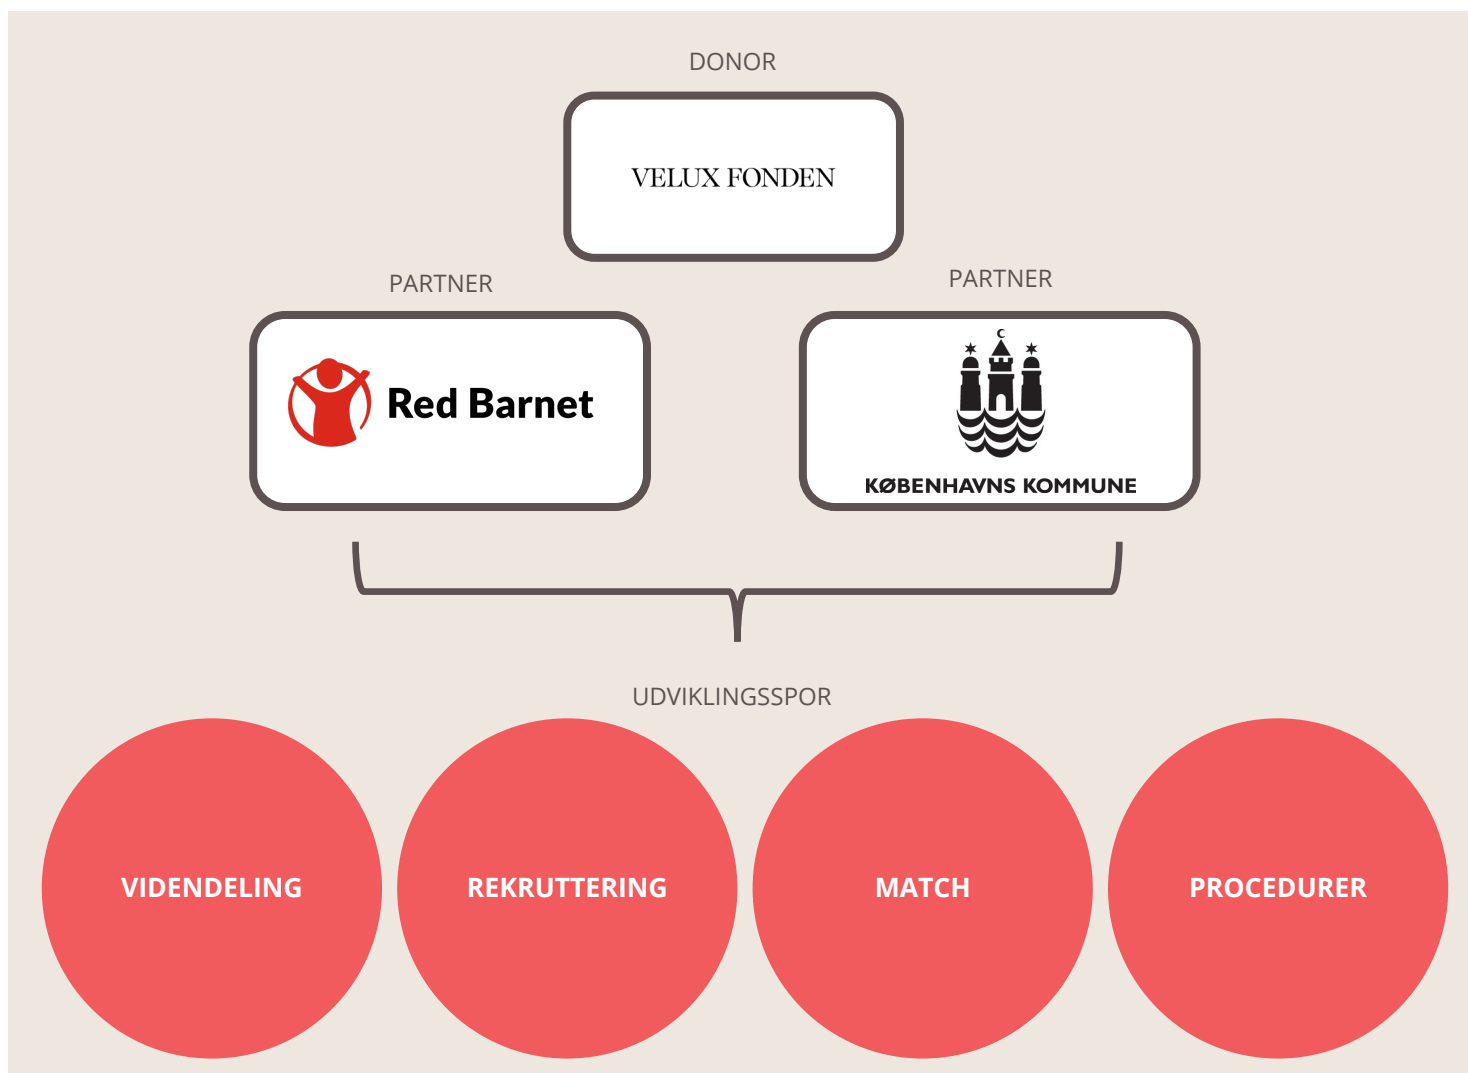 DONOR
VELUX FONDEN
PARTNER
PARTNER
Red Barnet
KØBENHAVNS KOMMUNE
UDVIKLINGSSPOR
VIDENDELING
REKRUTTERING
MATCH
PROCEDURER